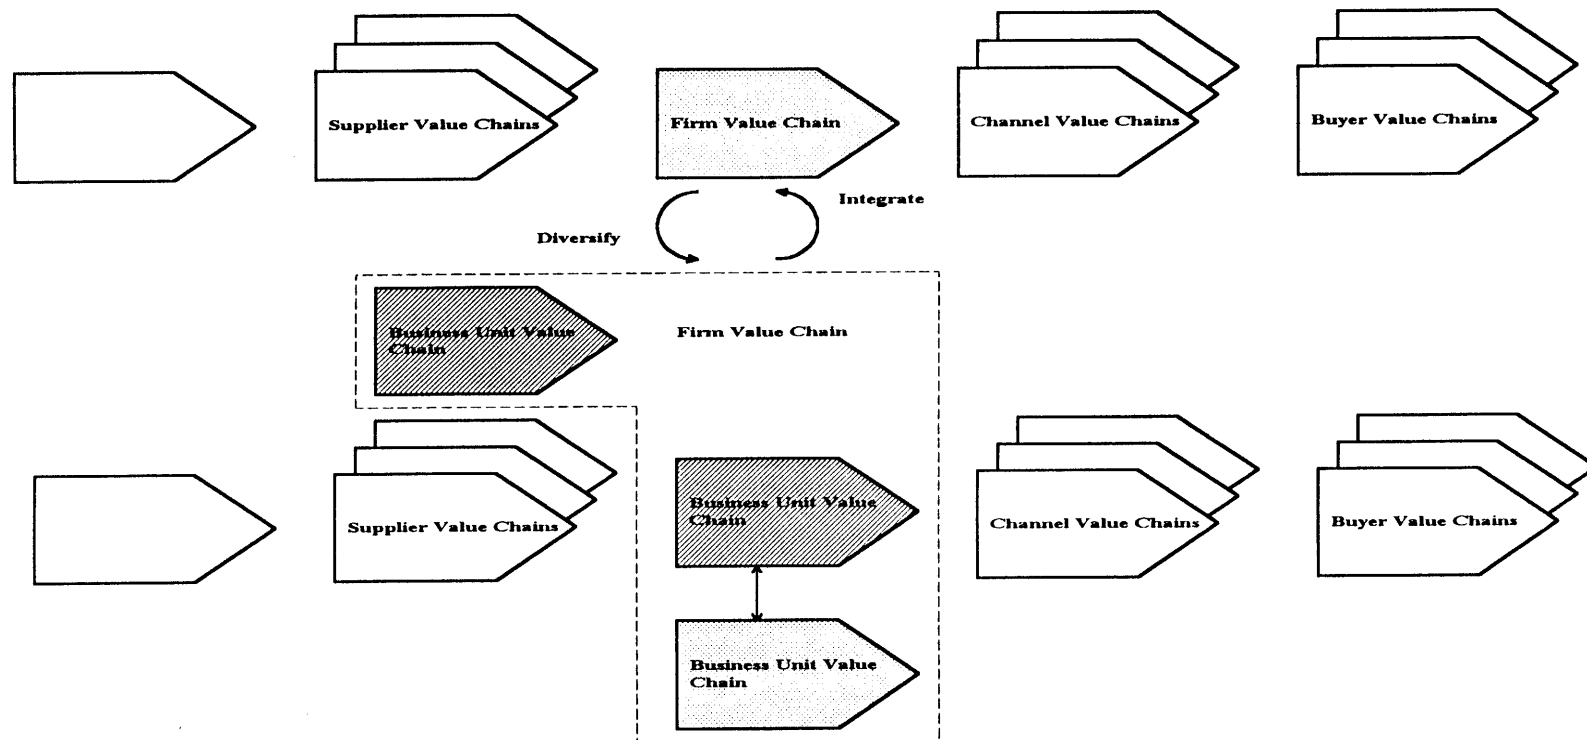 Supplier Value Chains
Firm Value Chain
Channel Value Chains
Buyer Value Chains
Integrate
Diversify
Business Unit Value
Chain
Firm Value Chain
Supplier Value Chains
Business Unit Value
Chain
Channel Value Chains
Buyer Value Chains
Business Unit Value
Chain